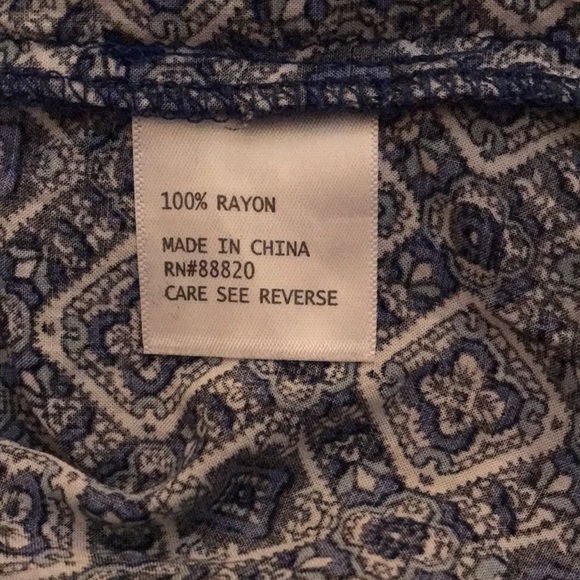 100% RAYON
MADE IN CHINA
RN#88820
CARE SEE REVERSE